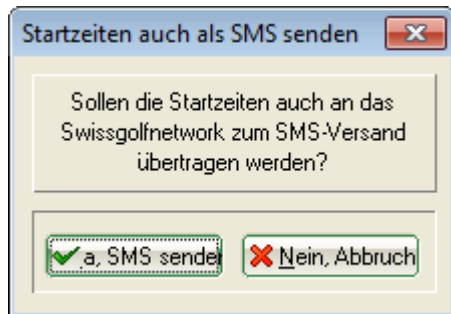 Startzeiten auch als SMS senden
Sollen die Startzeiten auch an das
Swissgolfnetwork zum SMS-Versand
übertragen werden?
a, SMS sende
Nein, Abbruch